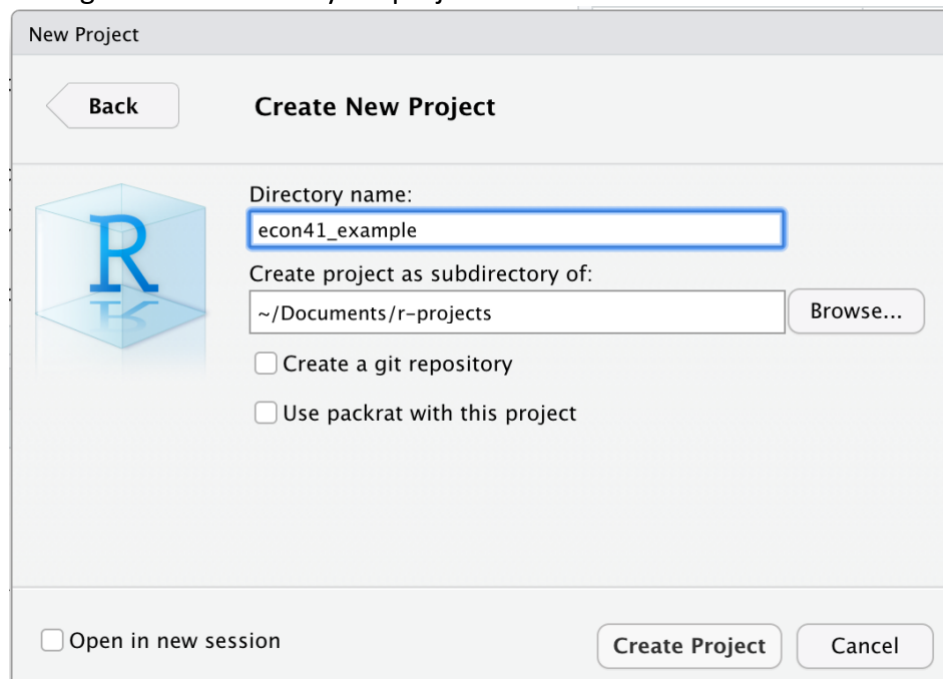 New Project
Back
Create New Project
R
Directory name:
econ41_example
Create project as subdirectory of:
~/Documents/r-projects
Browse...
Create a git repository
Use packrat with this project
Open in new session
Create Project
Cancel